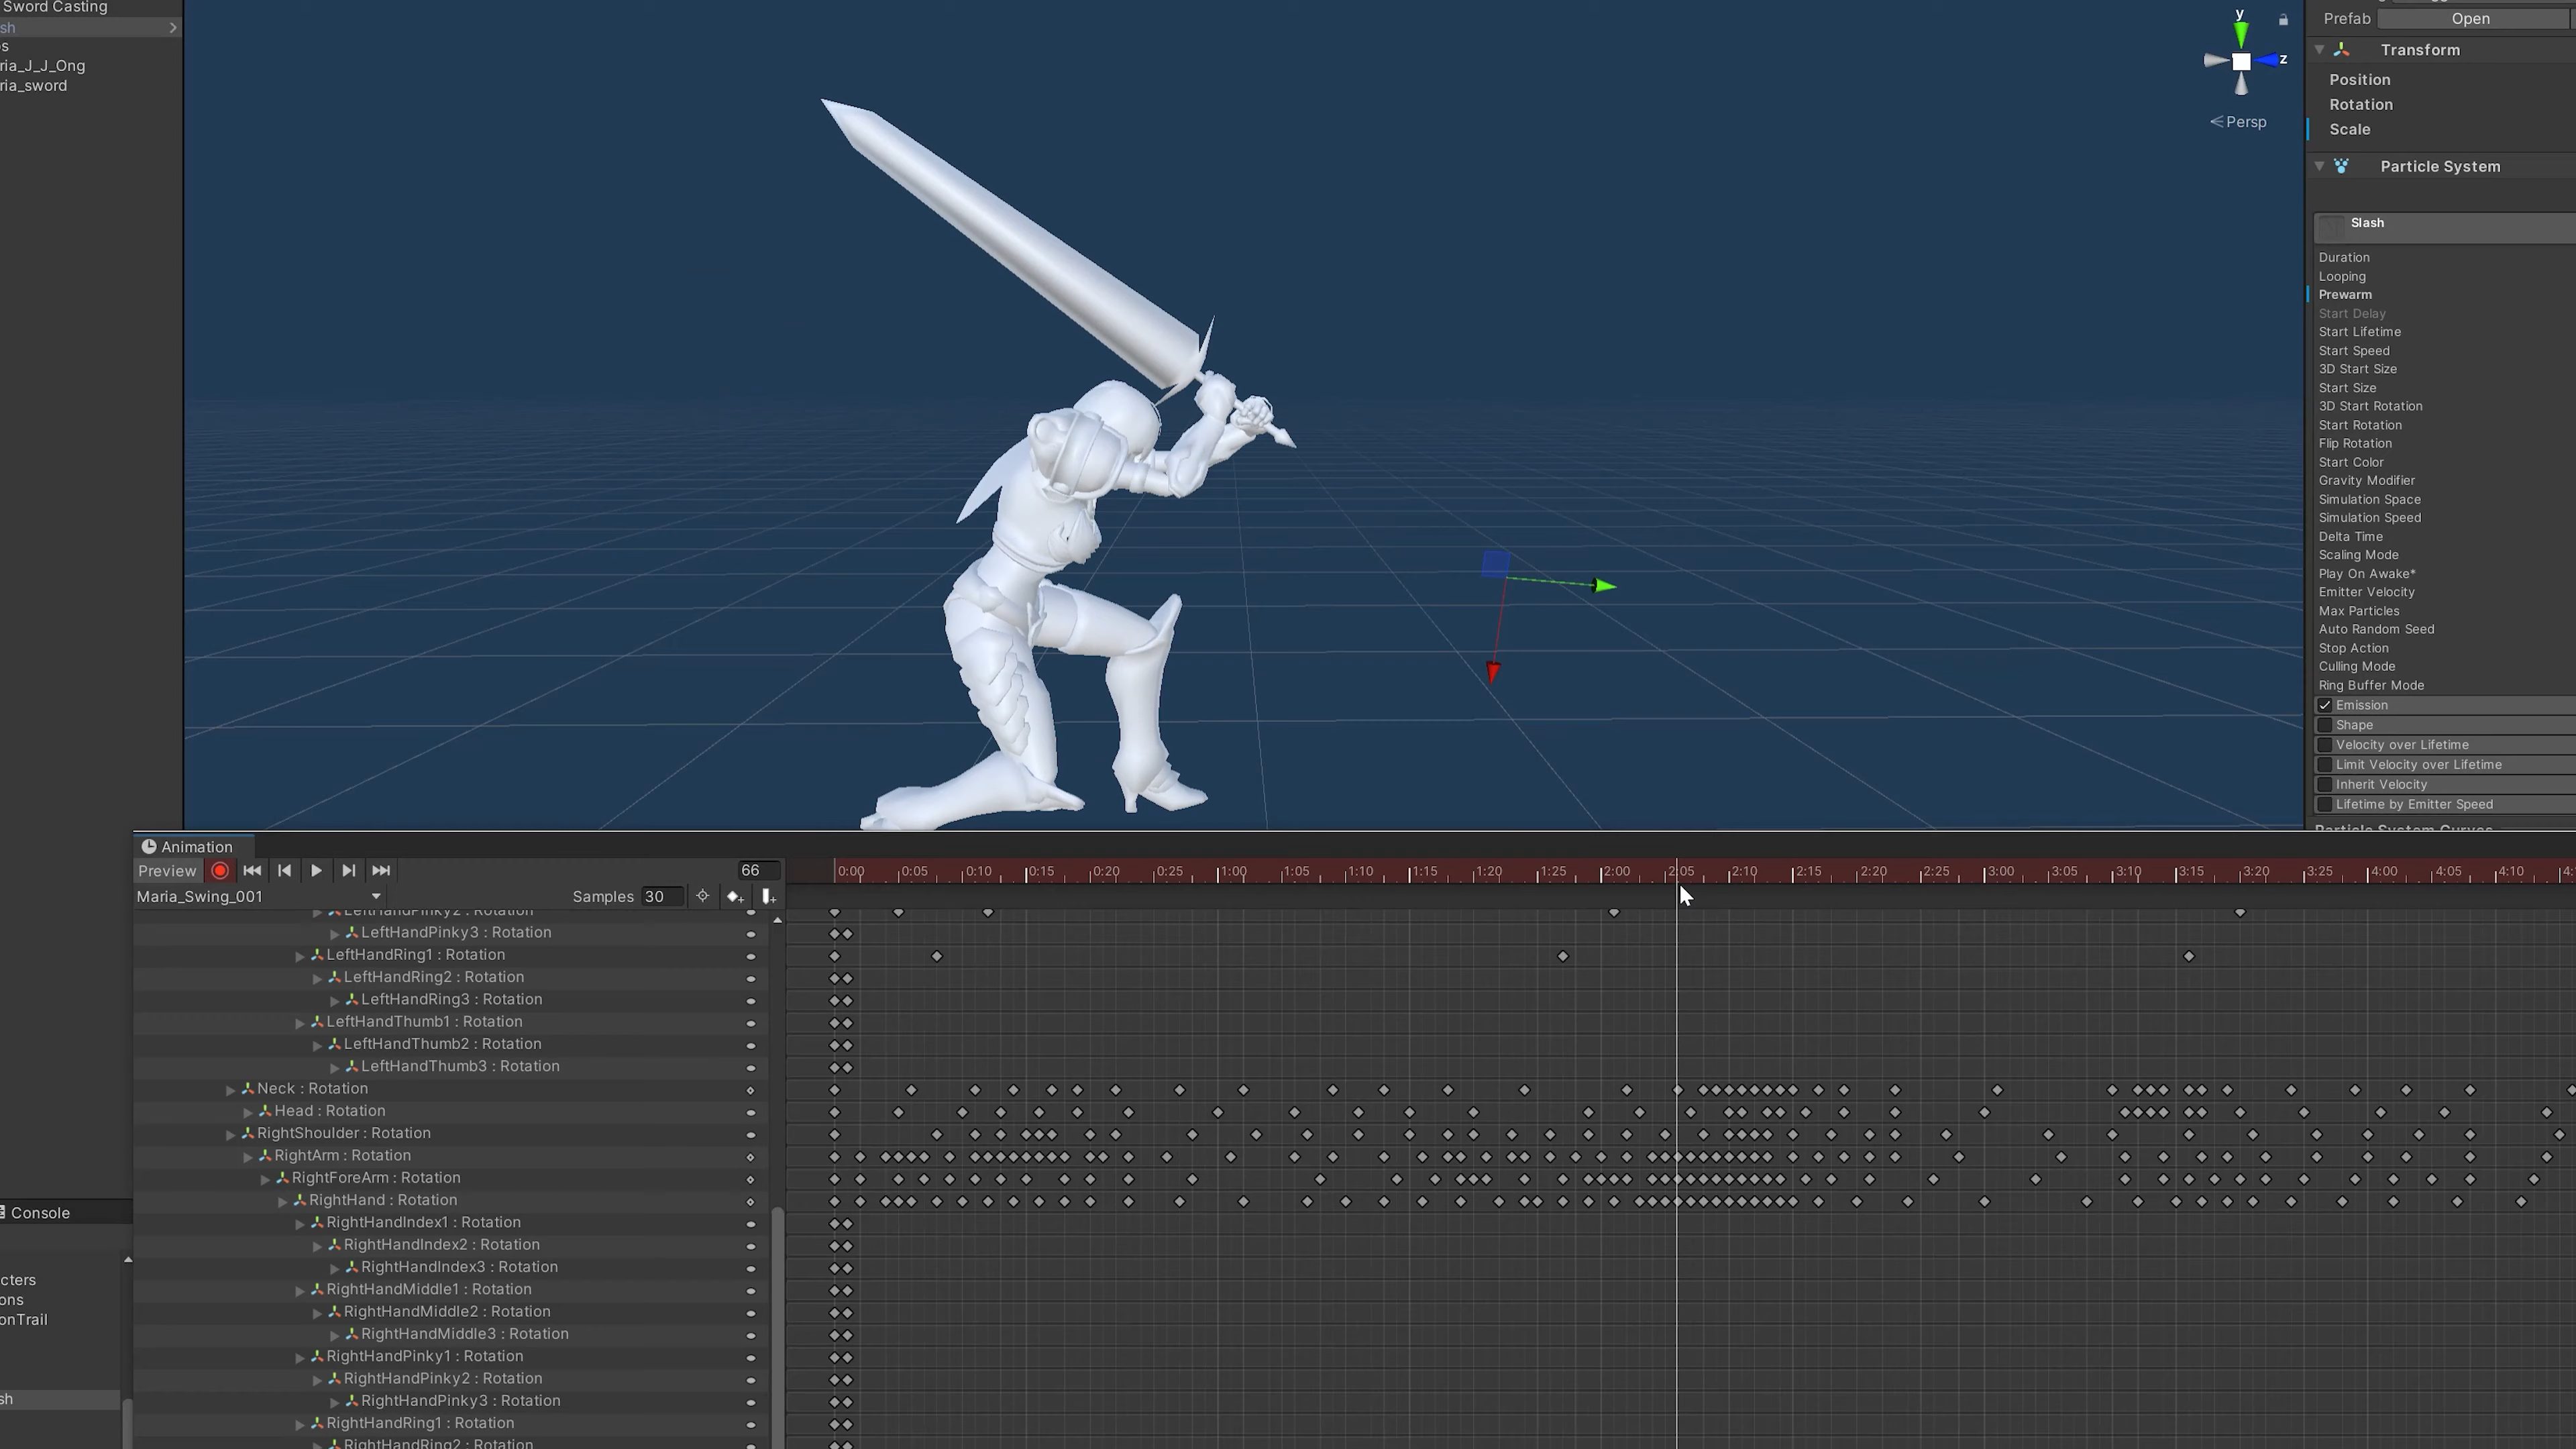 Sword Casting
sh
s
ria_J_J_Ong
ria_sword
y
z
Persp
Prefab Open
Transform
Position
Rotation
Scale
Particle System
Slash
Duration
Looping
Prewarm
Start Delay
Start Lifetime
Start Speed
3D Start Size
Start Size
3D Start Rotation
Start Rotation
Flip Rotation
Start Color
Gravity Modifier
Simulation Space
Simulation Speed
Delta Time
Scaling Mode
Play On Awake*
Emitter Velocity
Max Particles
Auto Random Seed
Stop Action
Culling Mode
Ring Buffer Mode
Emission
Shape
Velocity over Lifetime
Limit Velocity over Lifetime
Inherit Velocity
Lifetime by Emitter Speed
Particle System Curves
Animation
Preview 66
0:00 0:05 0:10 0:15 0:20 0:25 1:00 1:05 1:10 1:15 1:20 1:25 2:00 2:05 2:10 2:15 2:20 2:25 3:00 3:05 3:10 3:15 3:20 3:25 4:00 4:05 4:10
Maria_Swing_001 Samples 30
LeftHandPinky2 : Rotation
LeftHandPinky3 : Rotation
LeftHandRing1 : Rotation
LeftHandRing2 : Rotation
LeftHandRing3 : Rotation
LeftHandThumb1 : Rotation
LeftHandThumb2 : Rotation
LeftHandThumb3 : Rotation
Neck : Rotation
Head : Rotation
RightShoulder : Rotation
RightArm : Rotation
RightForeArm : Rotation
RightHand : Rotation
RightHandIndex1 : Rotation
RightHandIndex2 : Rotation
RightHandIndex3 : Rotation
RightHandMiddle1 : Rotation
RightHandMiddle2 : Rotation
RightHandMiddle3 : Rotation
RightHandPinky1 : Rotation
RightHandPinky2 : Rotation
RightHandPinky3 : Rotation
RightHandRing1 : Rotation
RightHandRing2 : Rotation
Console
cters
ons
onTrail
sh